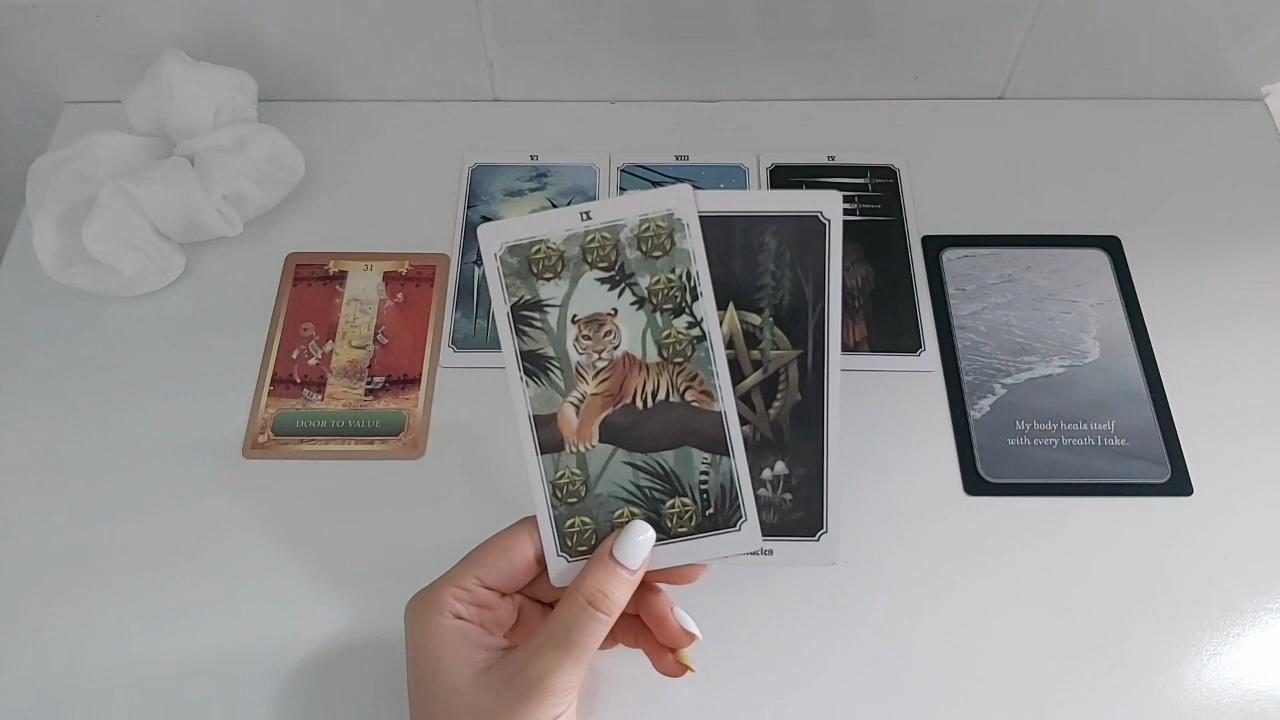 VI
VIII
IV
IX
31
DOOR TO VALUE
My body heals itself
with every breath I take.